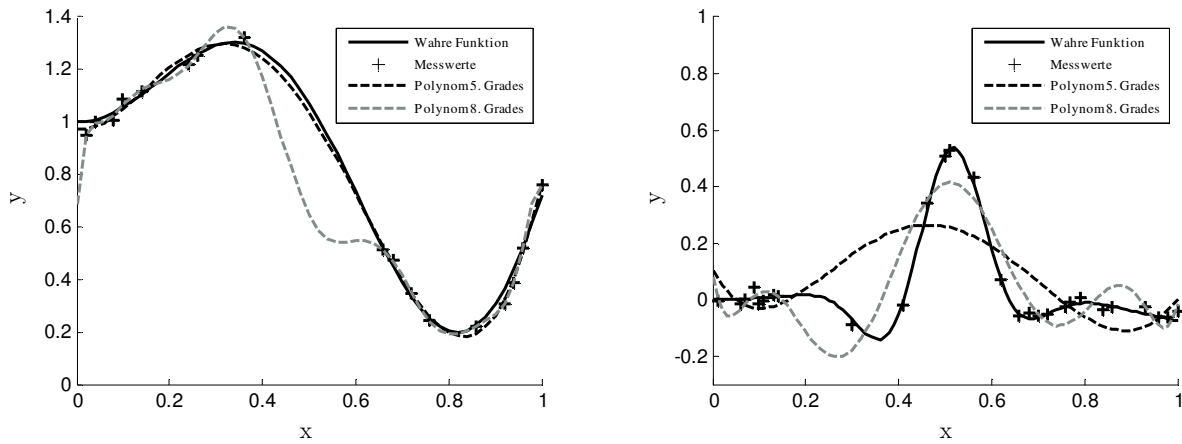 1.4
1.2
1
0.8
0.6
0.4
0.2
0
0 0.2 0.4 0.6 0.8 1
y
x
Wahre Funktion
Messwerte
Polynom 5. Grades
Polynom 8. Grades
1
0.8
0.6
0.4
0.2
0
-0.2
0 0.2 0.4 0.6 0.8 1
y
x
Wahre Funktion
Messwerte
Polynom 5. Grades
Polynom 8. Grades